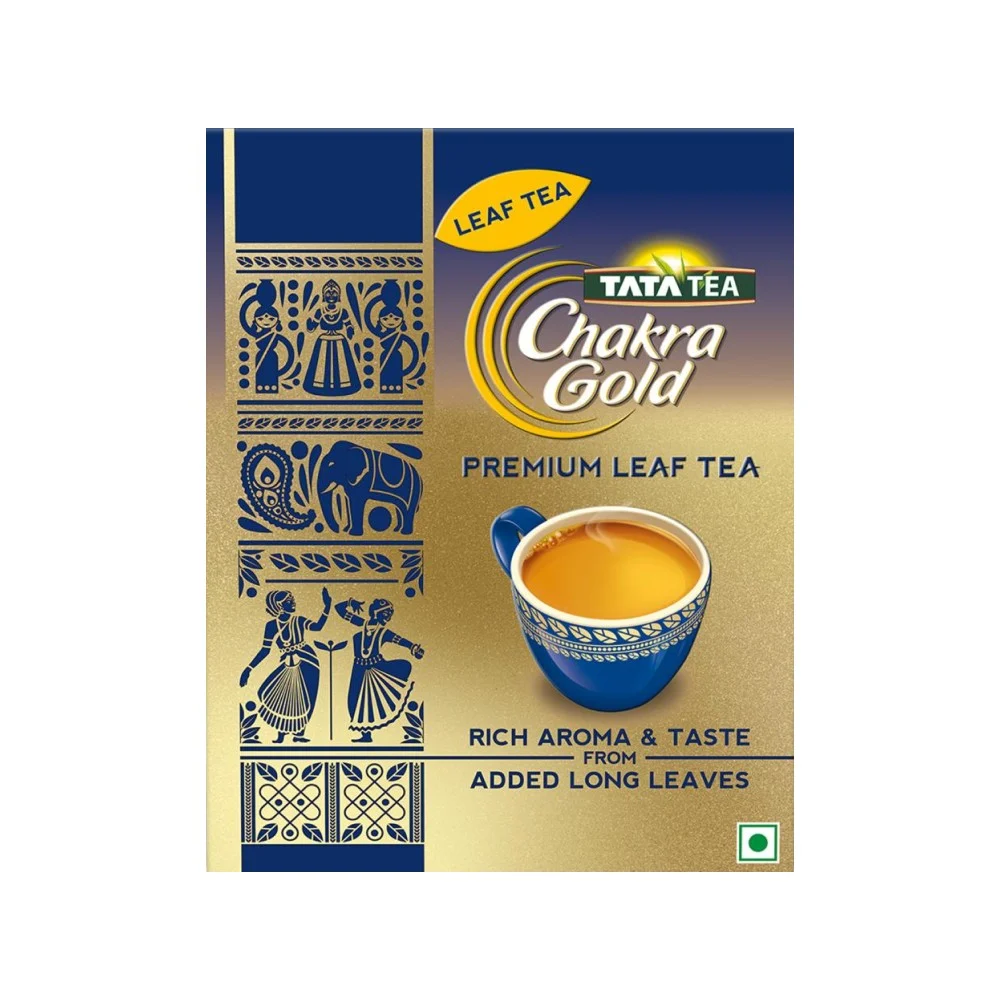 LEAF TEA
TATA TEA
Chakra
Gold
PREMIUM LEAF TEA
RICH AROMA & TASTE
FROM
ADDED LONG LEAVES